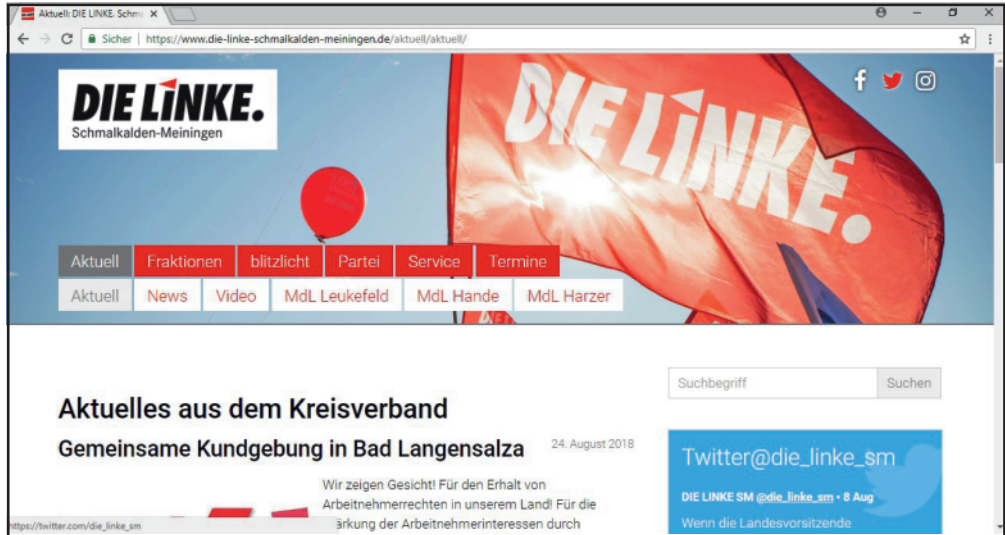 Aktuell: DIE LINKE. Schm
Sicher | https://www.die-linke-schmalkalden-meiningen.de/aktuell/aktuell/
DIE LINKE.
Schmalkalden-Meiningen
DIE LINKE.
Aktuell Fraktionen blitzlicht Partei Service Termine
Aktuell News Video MdL Leukefeld MdL Hande MdL Harzer
Suchbegriff Suchen
Aktuelles aus dem Kreisverband
Gemeinsame Kundgebung in Bad Langensalza 24. August 2018
Wir zeigen Gesicht! Für den Erhalt von
Arbeitnehmerrechten in unserem Land! Für die
ärkung der Arbeitnehmerinteressen durch
Twitter@die_linke_sm
DIE LINKE SM @die_linke_sm • 8 Aug
Wenn die Landesvorsitzende
https://twitter.com/die_linke_sm